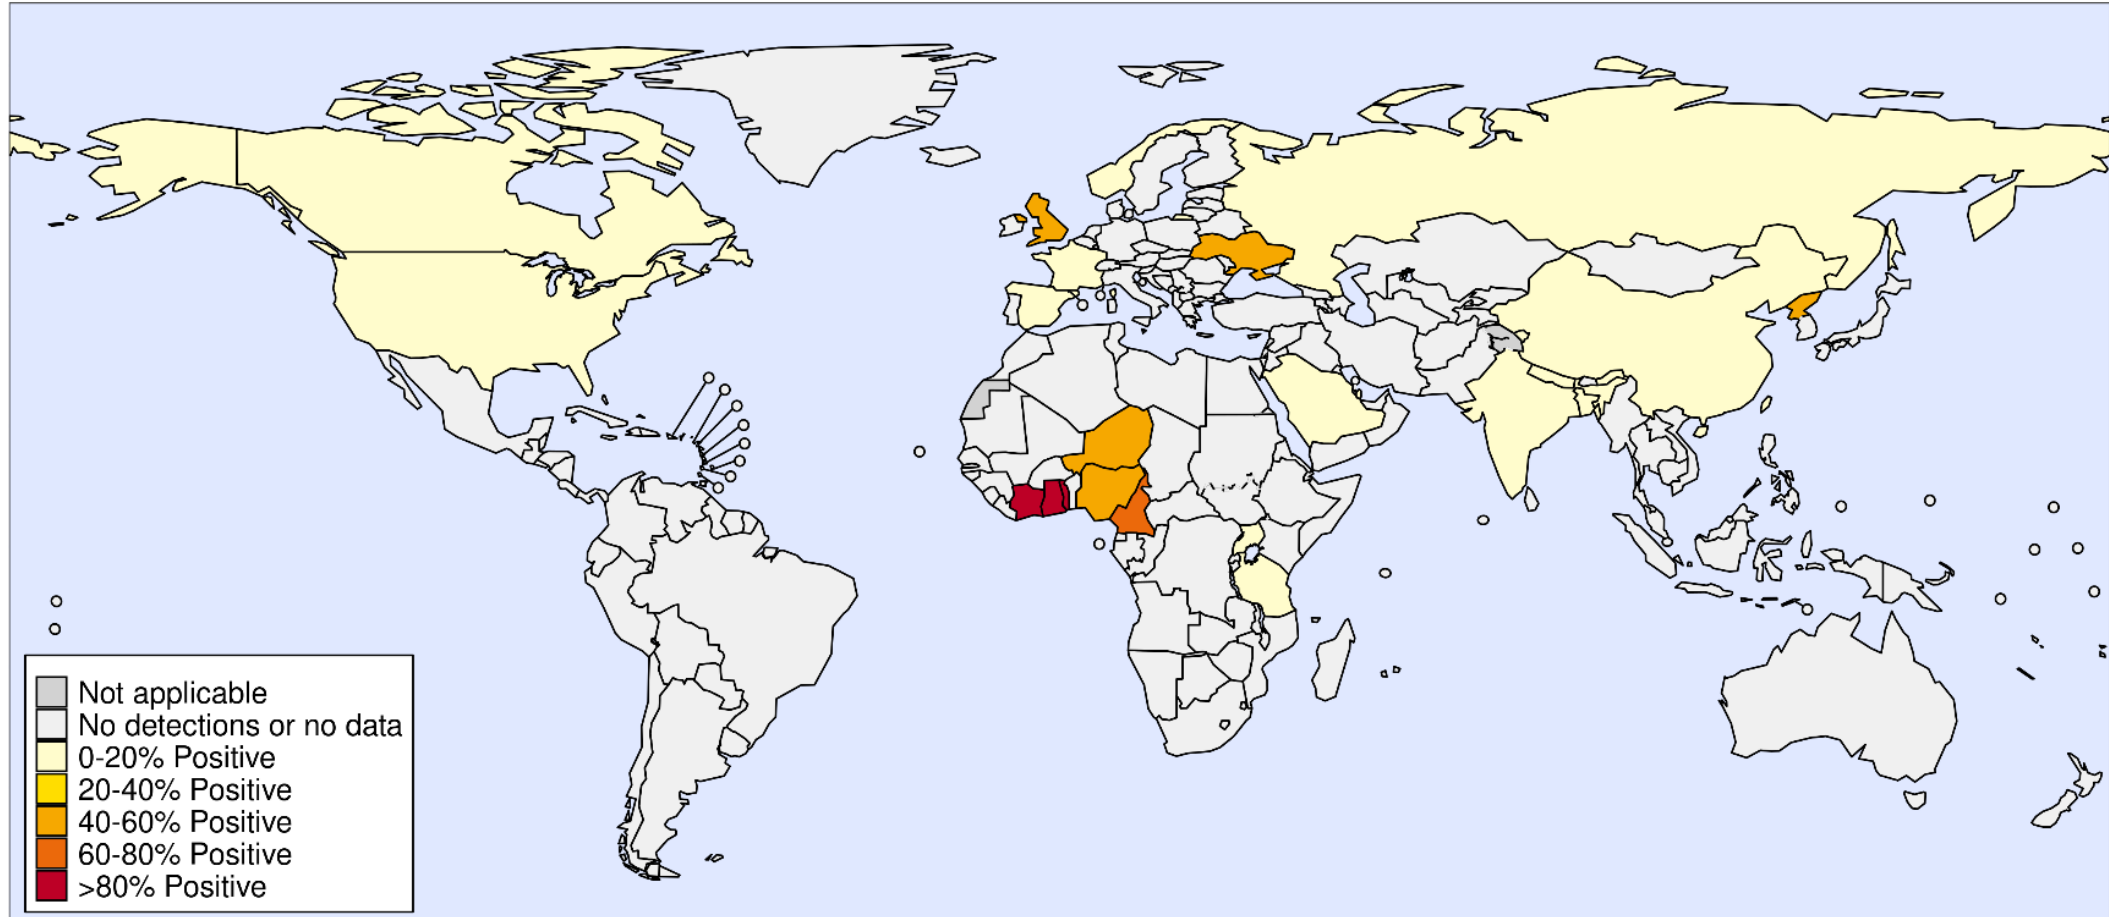 Not applicable
No detections or no data
0-20% Positive
20-40% Positive
40-60% Positive
60-80% Positive
>80% Positive